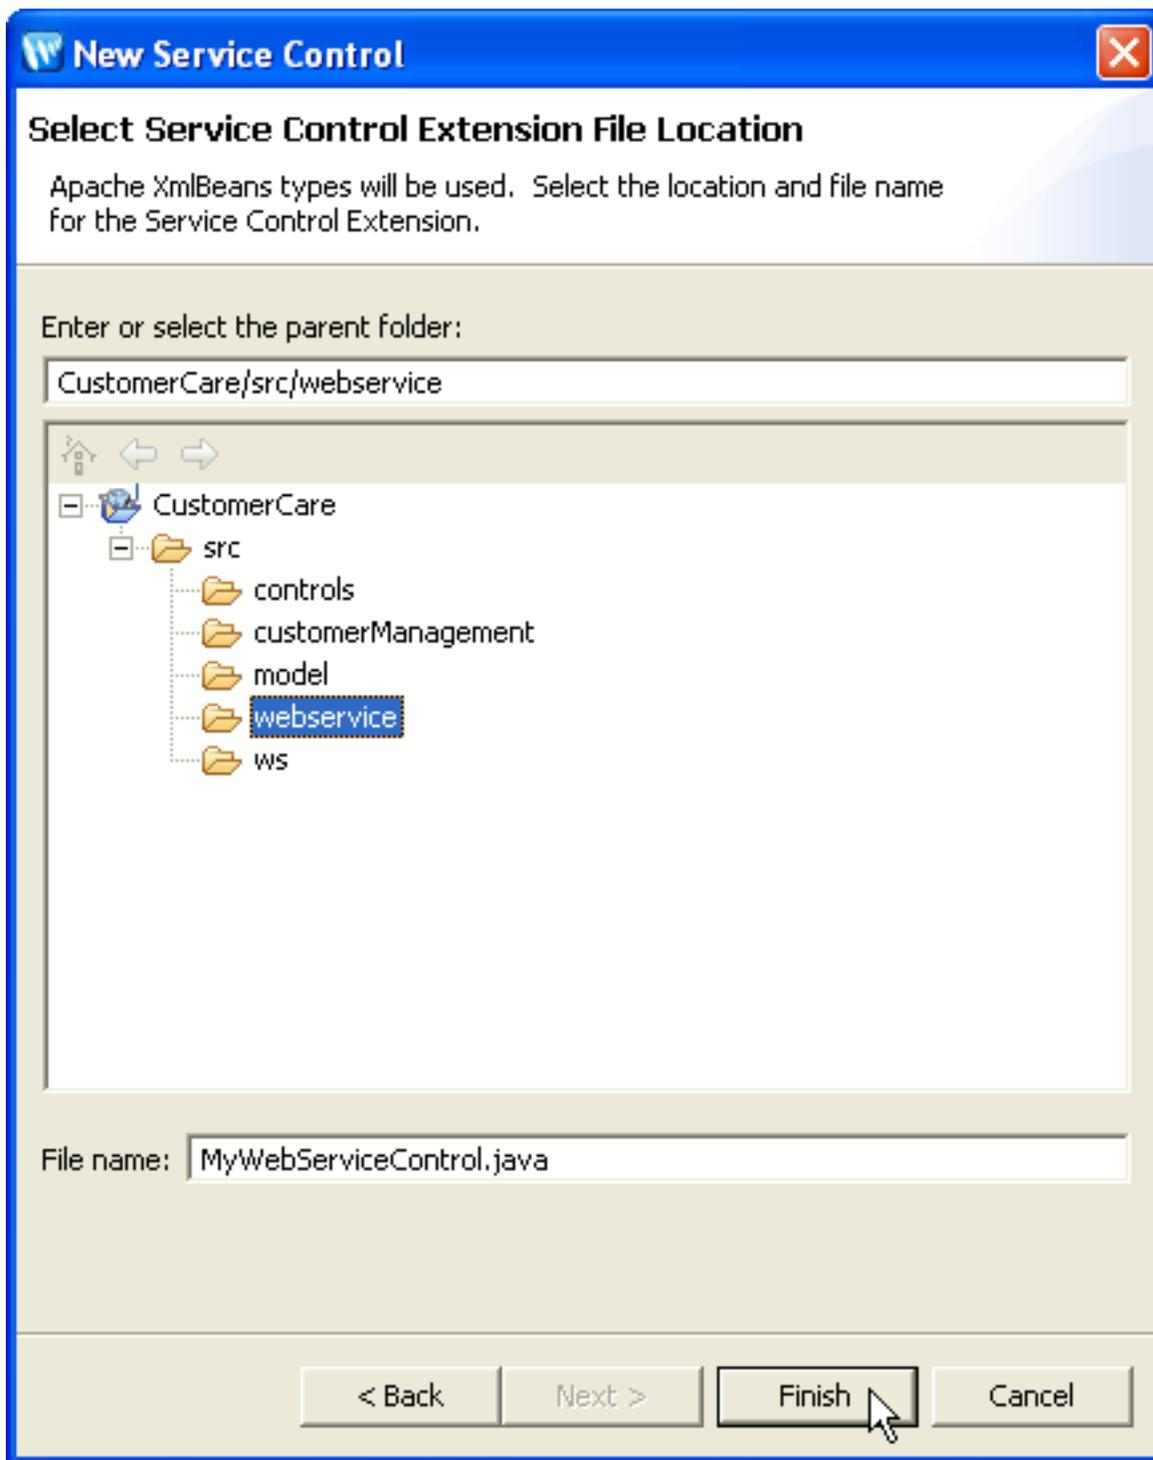 New Service Control
Select Service Control Extension File Location
Apache XmlBeans types will be used.  Select the location and file name
for the Service Control Extension.
Enter or select the parent folder:
CustomerCare/src/webservice
CustomerCare
src
controls
customerManagement
model
webservice
ws
File name: MyWebServiceControl.java
< Back Next > Finish Cancel